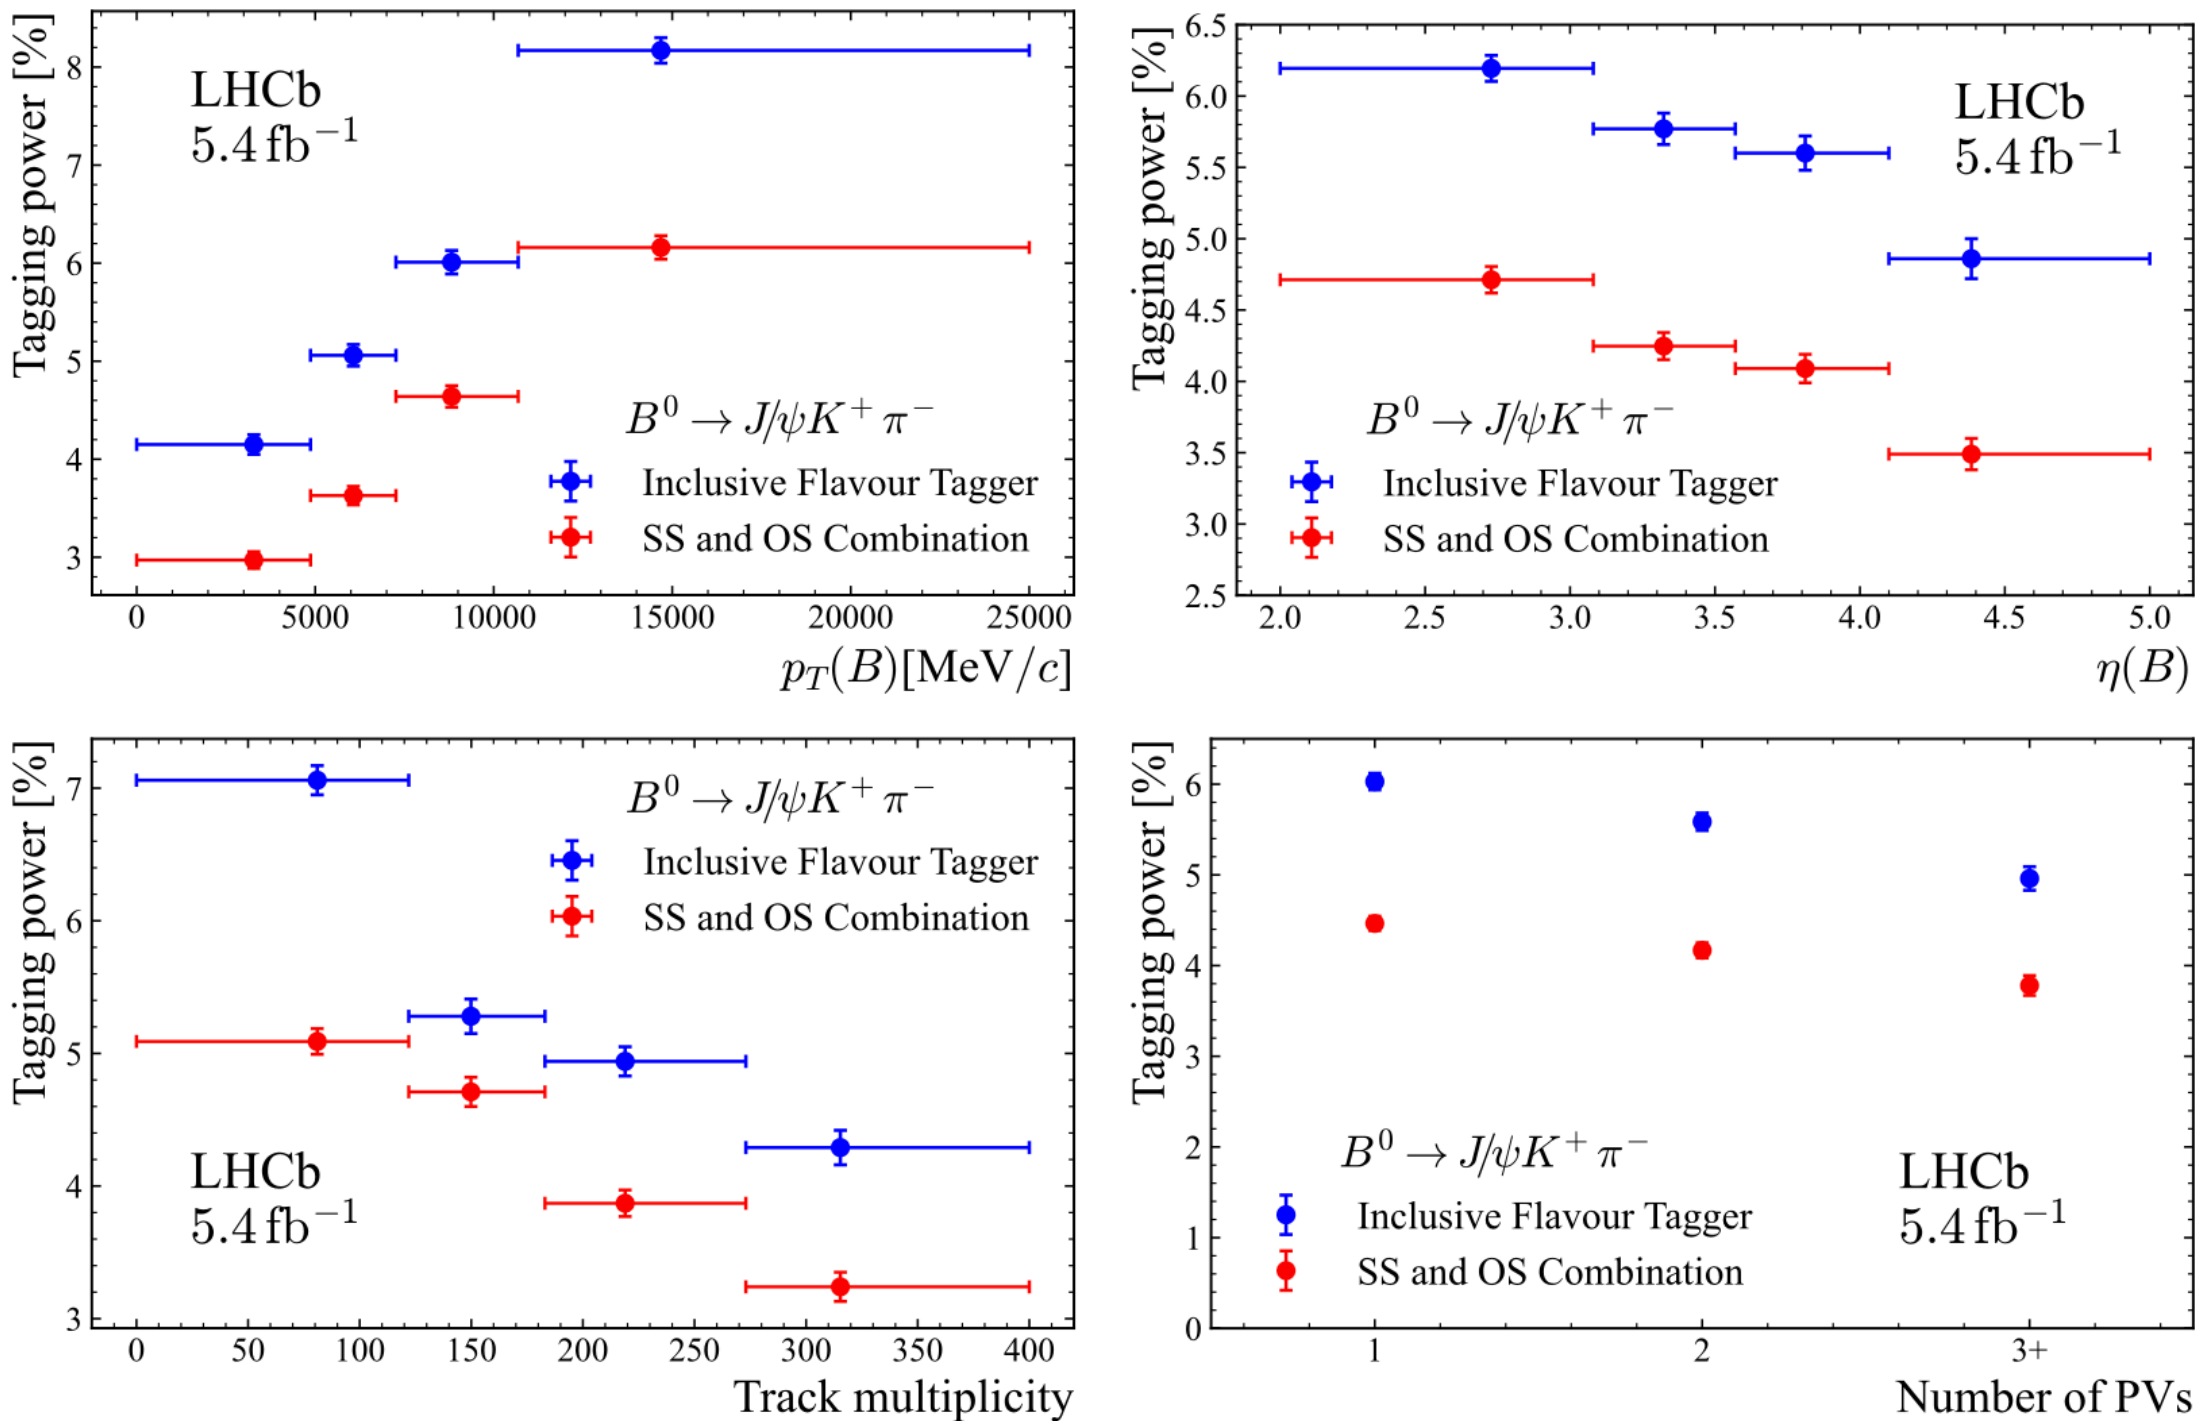 Tagging power [%]
8
7
6
5
4
3
LHCb
5.4 fb⁻¹
B⁰ → J/ψK⁺π⁻
Inclusive Flavour Tagger
SS and OS Combination
0 5000 10000 15000 20000 25000
p_T(B)[MeV/c]
Tagging power [%]
6.5
6.0
5.5
5.0
4.5
4.0
3.5
3.0
2.5
LHCb
5.4 fb⁻¹
B⁰ → J/ψK⁺π⁻
Inclusive Flavour Tagger
SS and OS Combination
2.0 2.5 3.0 3.5 4.0 4.5 5.0
η(B)
Tagging power [%]
7
6
5
4
3
B⁰ → J/ψK⁺π⁻
Inclusive Flavour Tagger
SS and OS Combination
LHCb
5.4 fb⁻¹
0 50 100 150 200 250 300 350 400
Track multiplicity
Tagging power [%]
6
5
4
3
2
1
0
B⁰ → J/ψK⁺π⁻
Inclusive Flavour Tagger
SS and OS Combination
LHCb
5.4 fb⁻¹
1 2 3+
Number of PVs